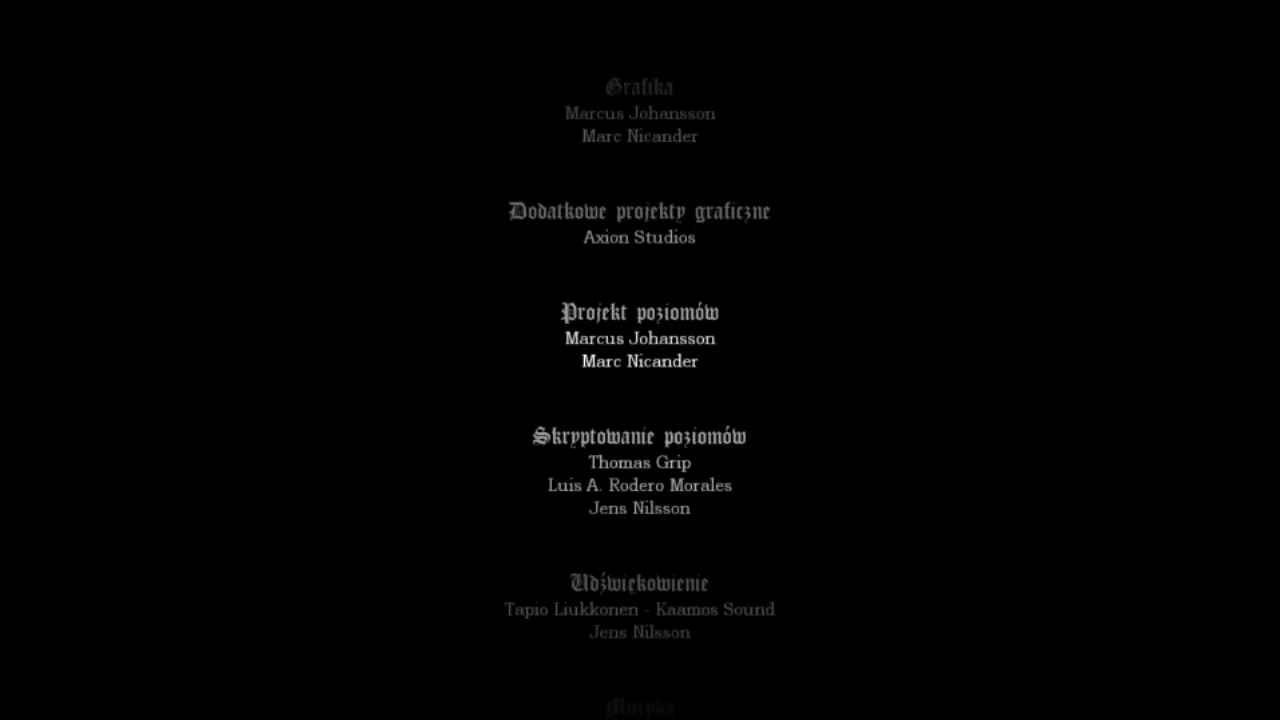 Grafika
Marcus Johansson
Marc Nicander
Dodatkowe projekty graficzne
Axion Studios
Projekt poziomów
Marcus Johansson
Marc Nicander
Skryptowanie poziomów
Thomas Grip
Luis A. Rodero Morales
Jens Nilsson
Udźwiękowienie
Tapio Liukkonen - Kaamos Sound
Jens Nilsson
Muzyka